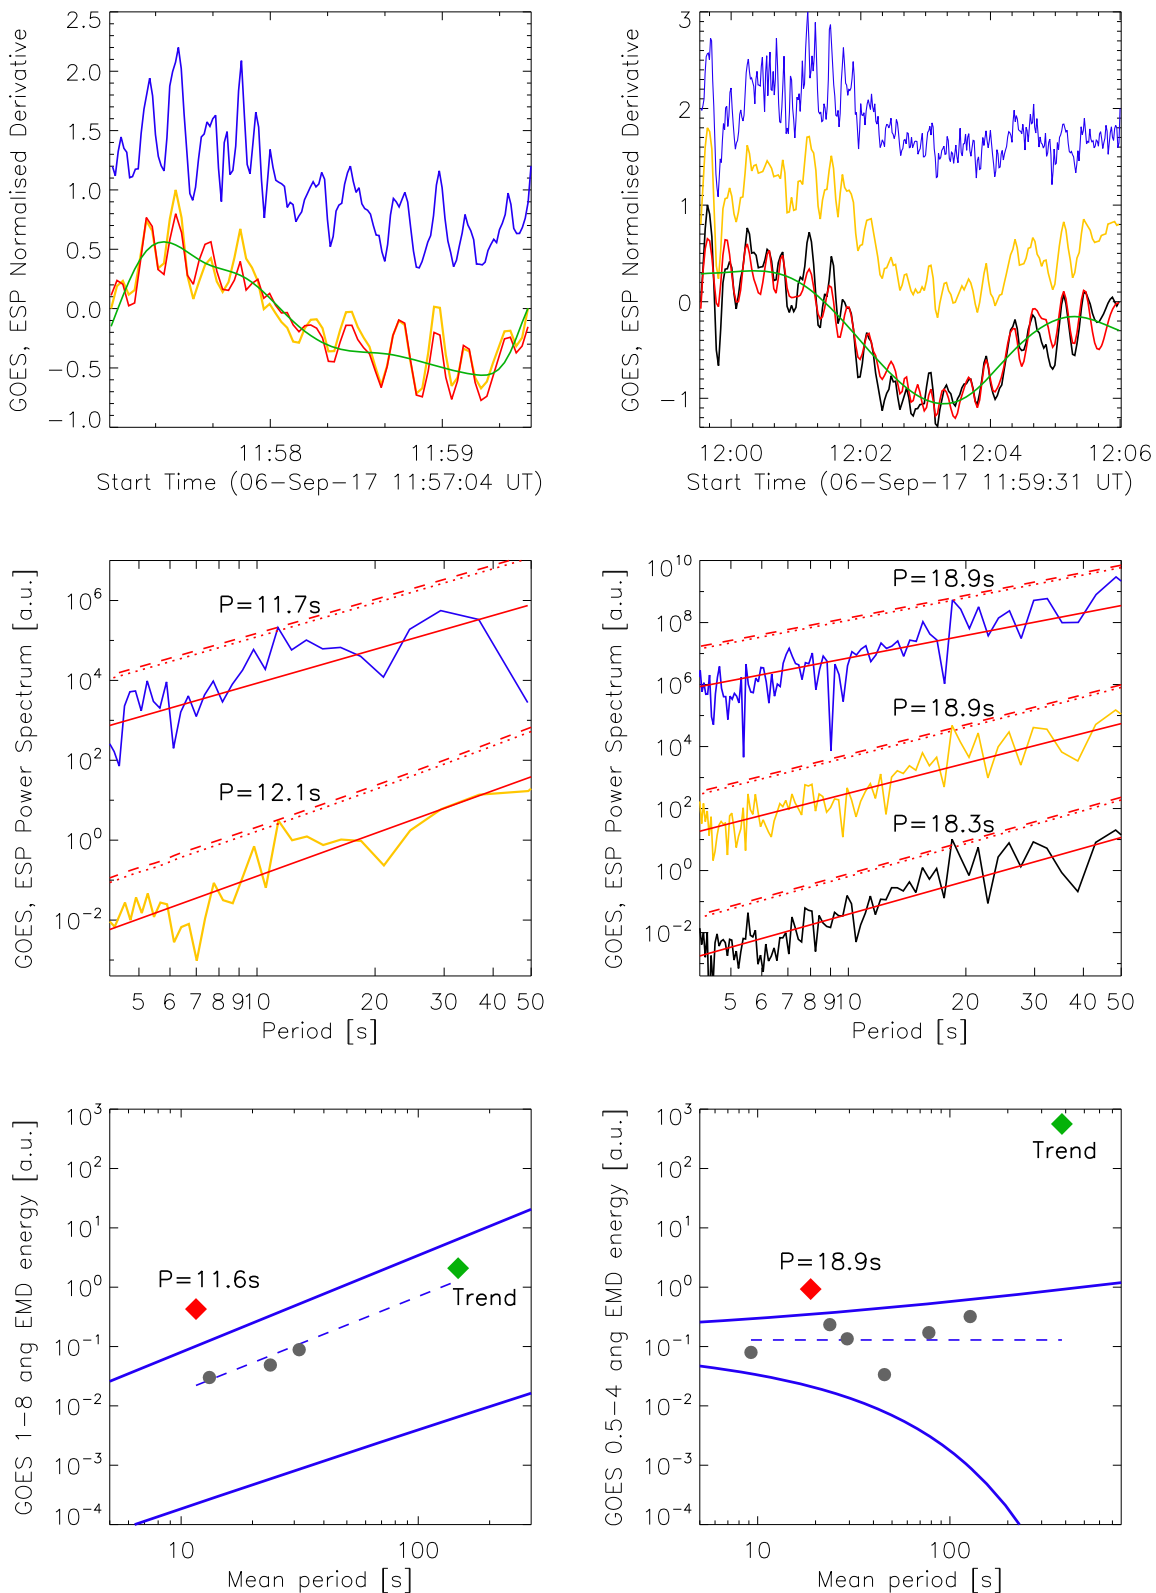 GOES, ESP Normalised Derivative
2.5
2.0
1.5
1.0
0.5
0.0
−0.5
−1.0
11:58 11:59
Start Time (06−Sep−17 11:57:04 UT)
GOES, ESP Normalised Derivative
3
2
1
0
−1
12:00 12:02 12:04 12:06
Start Time (06−Sep−17 11:59:31 UT)
GOES, ESP Power Spectrum [a.u.]
10^6
10^4
10^2
10^0
10^−2
P=11.7s
P=12.1s
5 6 7 8 910 20 30 40 50
Period [s]
GOES, ESP Power Spectrum [a.u.]
10^10
10^8
10^6
10^4
10^2
10^0
10^−2
P=18.9s
P=18.9s
P=18.3s
5 6 7 8 910 20 30 40 50
Period [s]
GOES 1−8 ang EMD energy [a.u.]
10^3
10^2
10^1
10^0
10^−1
10^−2
10^−3
10^−4
P=11.6s
Trend
10 100
Mean period [s]
GOES 0.5−4 ang EMD energy [a.u.]
10^3
10^2
10^1
10^0
10^−1
10^−2
10^−3
10^−4
Trend
P=18.9s
10 100
Mean period [s]